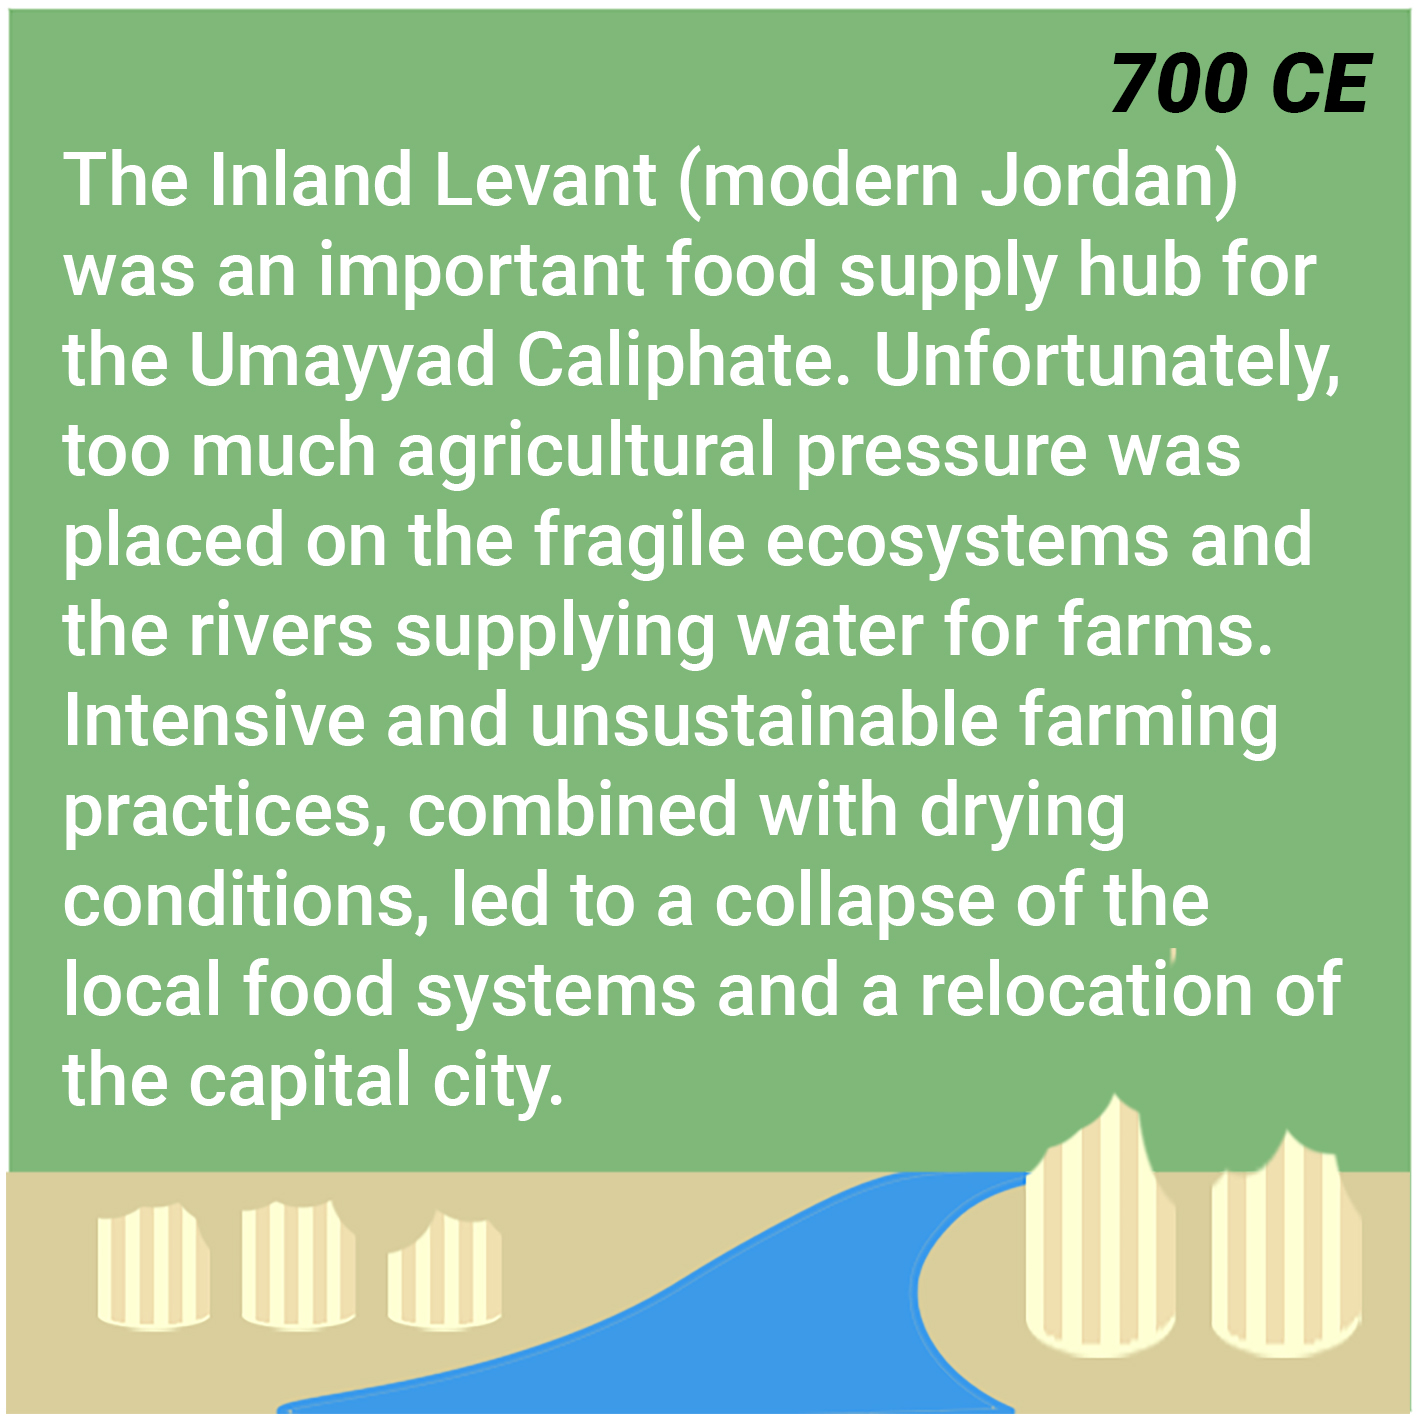 700 CE
The Inland Levant (modern Jordan)
was an important food supply hub for
the Umayyad Caliphate. Unfortunately,
too much agricultural pressure was
placed on the fragile ecosystems and
the rivers supplying water for farms.
Intensive and unsustainable farming
practices, combined with drying
conditions, led to a collapse of the
local food systems and a relocation of
the capital city.